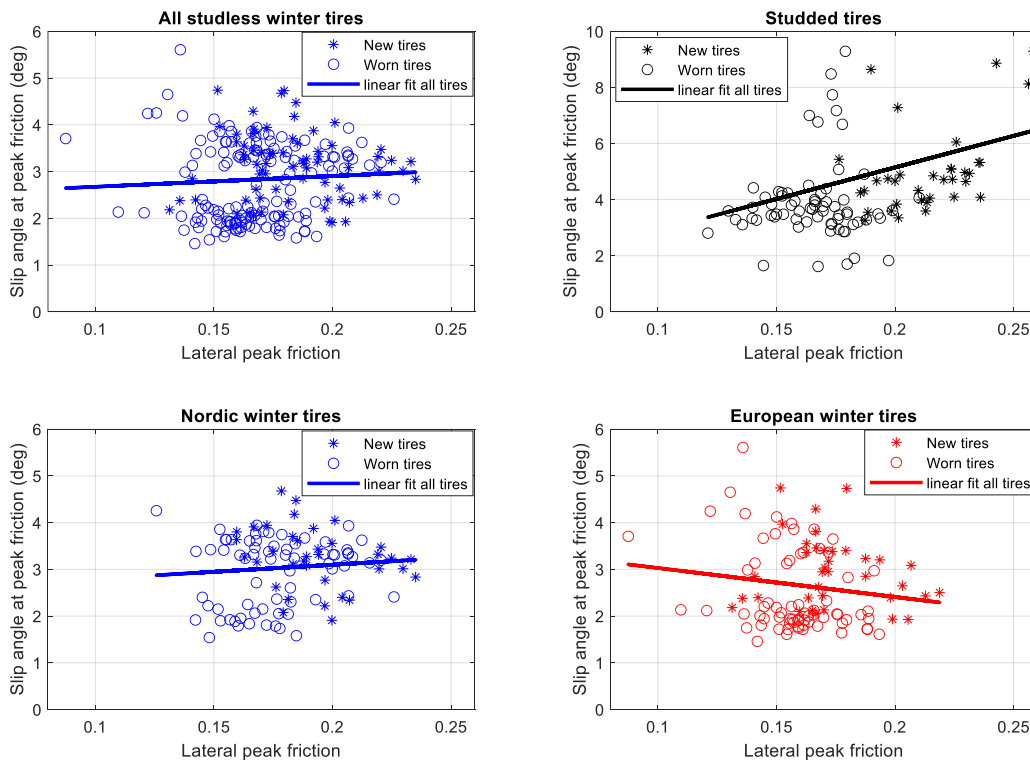 All studless winter tires
New tires
Worn tires
linear fit all tires
6
5
4
3
2
1
0
Slip angle at peak friction (deg)
0.1 0.15 0.2 0.25
Lateral peak friction
Studded tires
New tires
Worn tires
linear fit all tires
10
8
6
4
2
0
Slip angle at peak friction (deg)
0.1 0.15 0.2 0.25
Lateral peak friction
Nordic winter tires
New tires
Worn tires
linear fit all tires
6
5
4
3
2
1
0
Slip angle at peak friction (deg)
0.1 0.15 0.2 0.25
Lateral peak friction
European winter tires
New tires
Worn tires
linear fit all tires
6
5
4
3
2
1
0
Slip angle at peak friction (deg)
0.1 0.15 0.2 0.25
Lateral peak friction